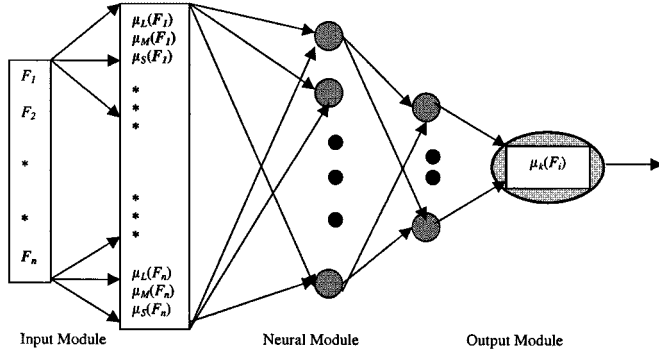 μL(F1)
μM(F1)
μS(F1)
F1
F2
*
*
Fn
*
*
*
*
*
*
μL(Fn)
μM(Fn)
μS(Fn)
μk(Fi)
Input Module
Neural Module
Output Module